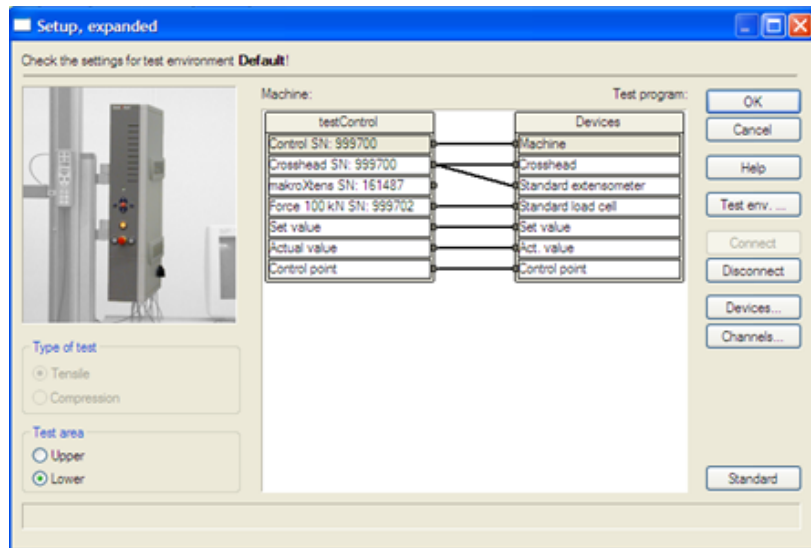 Setup, expanded
Check the settings for test environment Default!
Machine:
Test program:
testControl
Control SN: 999700
Crosshead SN: 999700
makroXtens SN: 161487
Force 100 kN SN: 999702
Set value
Actual value
Control point
Devices
Machine
Crosshead
Standard extensometer
Standard load cell
Set value
Act. value
Control point
OK
Cancel
Help
Test env. ...
Connect
Disconnect
Devices...
Channels...
Standard
Type of test
Tensile
Compression
Test area
Upper
Lower